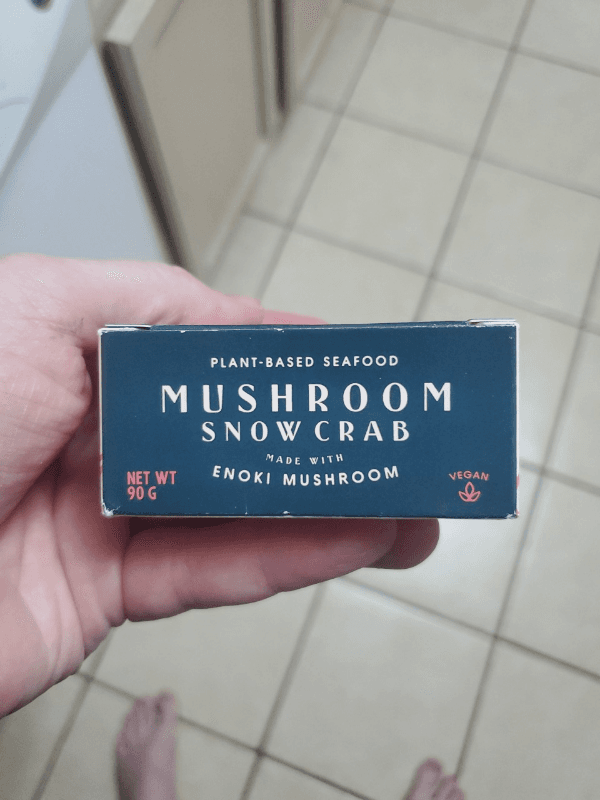 PLANT-BASED SEAFOOD
MUSHROOM
SNOW CRAB
MADE WITH
ENOKI MUSHROOM
NET WT
90 G
VEGAN